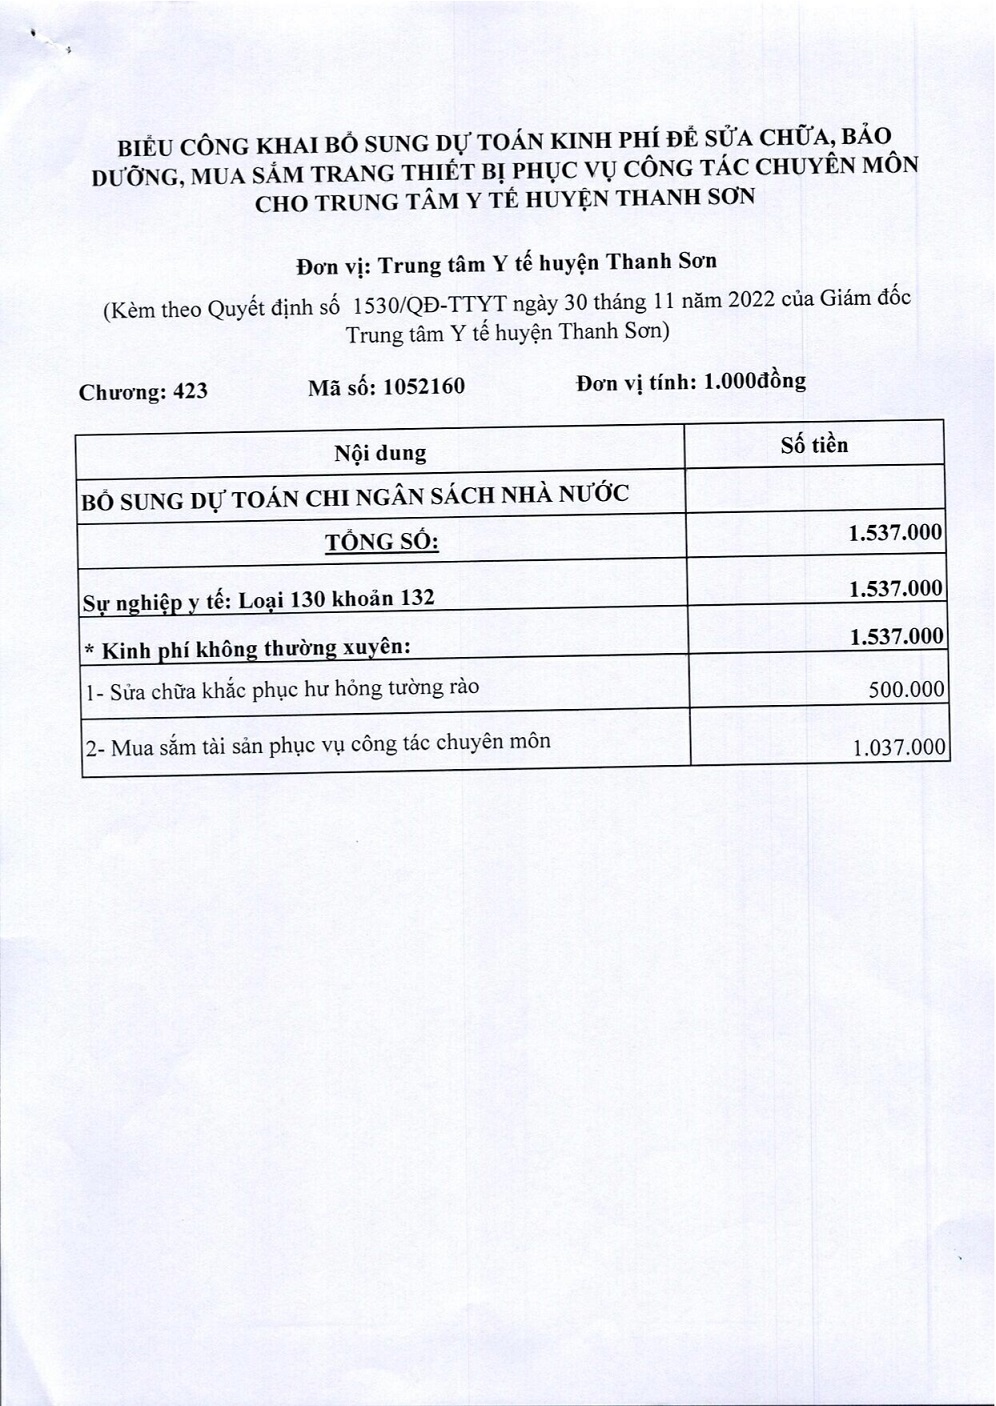 BIỂU CÔNG KHAI BỔ SUNG DỰ TOÁN KINH PHÍ ĐỂ SỬA CHỮA, BẢO
DƯỠNG, MUA SẮM TRANG THIẾT BỊ PHỤC VỤ CÔNG TÁC CHUYÊN MÔN
CHO TRUNG TÂM Y TẾ HUYỆN THANH SƠN
Đơn vị: Trung tâm Y tế huyện Thanh Sơn
(Kèm theo Quyết định số 1530/QĐ-TTYT ngày 30 tháng 11 năm 2022 của Giám đốc
Trung tâm Y tế huyện Thanh Sơn)
Chương: 423 Mã số: 1052160 Đơn vị tính: 1.000đồng
Nội dung Số tiền
BỔ SUNG DỰ TOÁN CHI NGÂN SÁCH NHÀ NƯỚC
TỔNG SỐ: 1.537.000
Sự nghiệp y tế: Loại 130 khoản 132 1.537.000
* Kinh phí không thường xuyên: 1.537.000
1- Sửa chữa khắc phục hư hỏng tường rào 500.000
2- Mua sắm tài sản phục vụ công tác chuyên môn 1.037.000